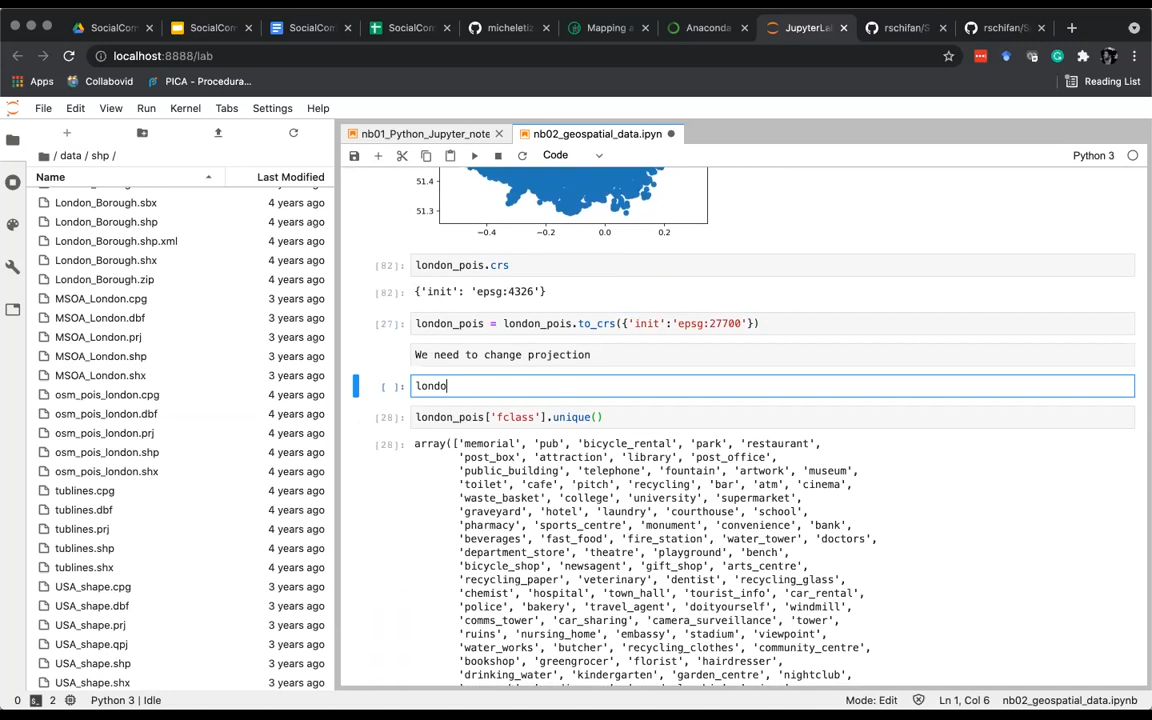 SocialCom
SocialCom
SocialCom
SocialCom
micheletiz
Mapping a
Anaconda
JupyterLa
rschifan/S
rschifan/S
localhost:8888/lab
Apps
Collabovid
PICA - Procedura...
Reading List
File Edit View Run Kernel Tabs Settings Help
nb01_Python_Jupyter_note
nb02_geospatial_data.ipyn
/ data / shp /
Code
Python 3
Name Last Modified
London_Borough.sbx 4 years ago
London_Borough.shp 4 years ago
London_Borough.shp.xml 4 years ago
London_Borough.shx 4 years ago
London_Borough.zip 4 years ago
MSOA_London.cpg 3 years ago
MSOA_London.dbf 3 years ago
MSOA_London.prj 3 years ago
MSOA_London.shp 3 years ago
MSOA_London.shx 3 years ago
osm_pois_london.cpg 4 years ago
osm_pois_london.dbf 4 years ago
osm_pois_london.prj 4 years ago
osm_pois_london.shp 4 years ago
osm_pois_london.shx 4 years ago
tublines.cpg 4 years ago
tublines.dbf 4 years ago
tublines.prj 4 years ago
tublines.shp 4 years ago
tublines.shx 4 years ago
USA_shape.cpg 3 years ago
USA_shape.dbf 3 years ago
USA_shape.prj 3 years ago
USA_shape.qpj 3 years ago
USA_shape.shp 3 years ago
USA_shape.shx 3 years ago
51.4
51.3
−0.4 −0.2 0.0 0.2
[82]: london_pois.crs
[82]: {'init': 'epsg:4326'}
[27]: london_pois = london_pois.to_crs({'init':'epsg:27700'})
We need to change projection
[ ]: londo
[28]: london_pois['fclass'].unique()
[28]: array(['memorial', 'pub', 'bicycle_rental', 'park', 'restaurant',
'post_box', 'attraction', 'library', 'post_office',
'public_building', 'telephone', 'fountain', 'artwork', 'museum',
'toilet', 'cafe', 'pitch', 'recycling', 'bar', 'atm', 'cinema',
'waste_basket', 'college', 'university', 'supermarket',
'graveyard', 'hotel', 'laundry', 'courthouse', 'school',
'pharmacy', 'sports_centre', 'monument', 'convenience', 'bank',
'beverages', 'fast_food', 'fire_station', 'water_tower', 'doctors',
'department_store', 'theatre', 'playground', 'bench',
'bicycle_shop', 'newsagent', 'gift_shop', 'arts_centre',
'recycling_paper', 'veterinary', 'dentist', 'recycling_glass',
'chemist', 'hospital', 'town_hall', 'tourist_info', 'car_rental',
'police', 'bakery', 'travel_agent', 'doityourself', 'windmill',
'comms_tower', 'car_sharing', 'camera_surveillance', 'tower',
'ruins', 'nursing_home', 'embassy', 'stadium', 'viewpoint',
'water_works', 'butcher', 'recycling_clothes', 'community_centre',
'bookshop', 'greengrocer', 'florist', 'hairdresser',
'drinking_water', 'kindergarten', 'garden_centre', 'nightclub',
0 2 Python 3 | Idle
Mode: Edit Ln 1, Col 6 nb02_geospatial_data.ipynb